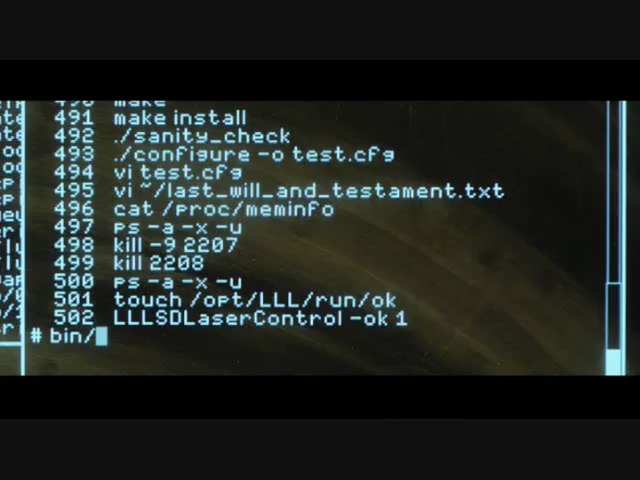 make
491 make install
492 ./sanity_check
493 ./configure -o test.cfg
494 vi test.cfg
495 vi ~/last_will_and_testament.txt
496 cat /proc/meminfo
497 ps -a -x -u
498 kill -9 2207
499 kill 2208
500 ps -a -x -u
501 touch /opt/LLL/run/ok
502 LLLSDLaserControl -ok 1
# bin/